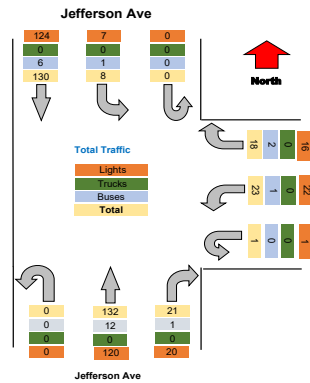 Jefferson Ave
124 7 0
0 0 0
6 1 0
130 8 0
North
18 2 0 16
Total Traffic
Lights
Trucks
Buses
Total
23 1 0 22
1 0 0 1
0 132 21
0 12 1
0 0 0
0 120 20
Jefferson Ave